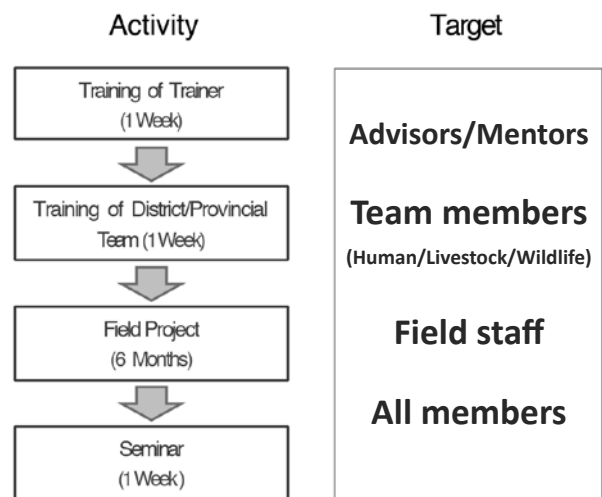 Activity
Target
Training of Trainer
(1 Week)
Training of District/Provincial
Team (1 Week)
Field Project
(6 Months)
Seminar
(1 Week)
Advisors/Mentors
Team members
(Human/Livestock/Wildlife)
Field staff
All members